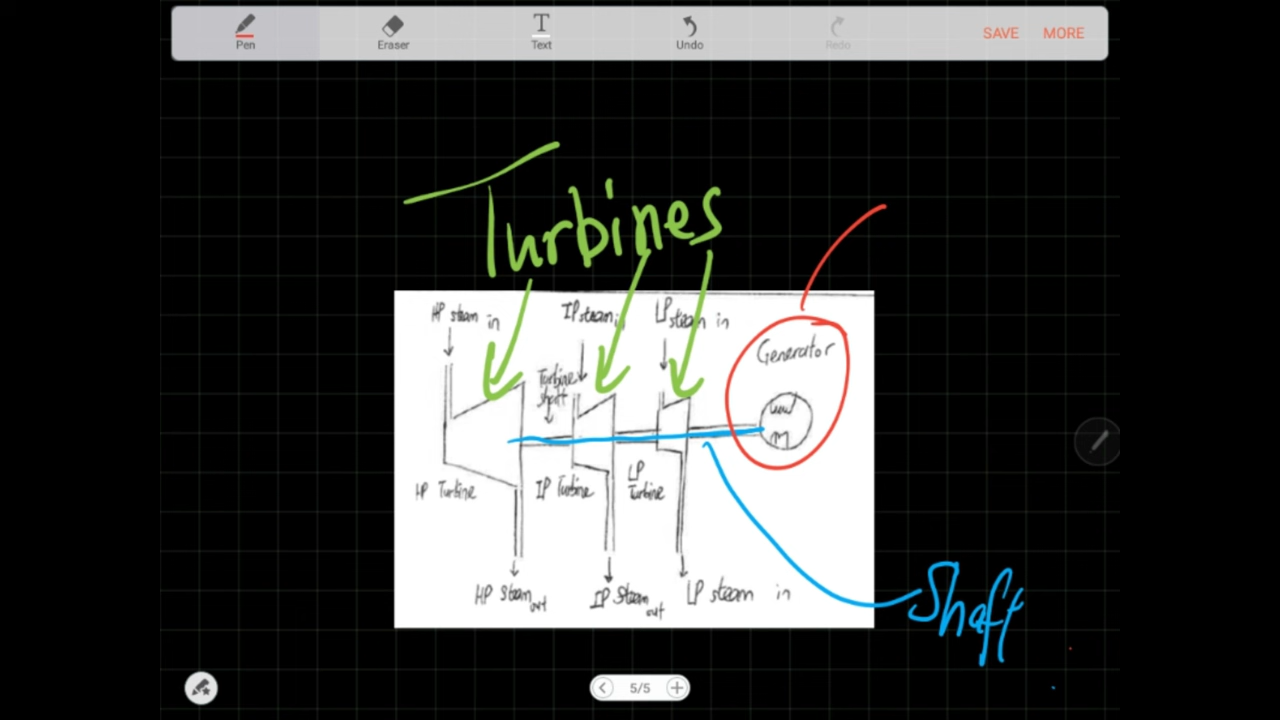 Pen
Eraser
Text
Undo
Redo
SAVE
MORE
Turbines
HP steam in
IP steam in
LP steam in
Generator
Turbine
shaft
HP Turbine
IP Turbine
LP
Turbine
HP Steam out
IP Steam out
LP steam in
Shaft
5/5